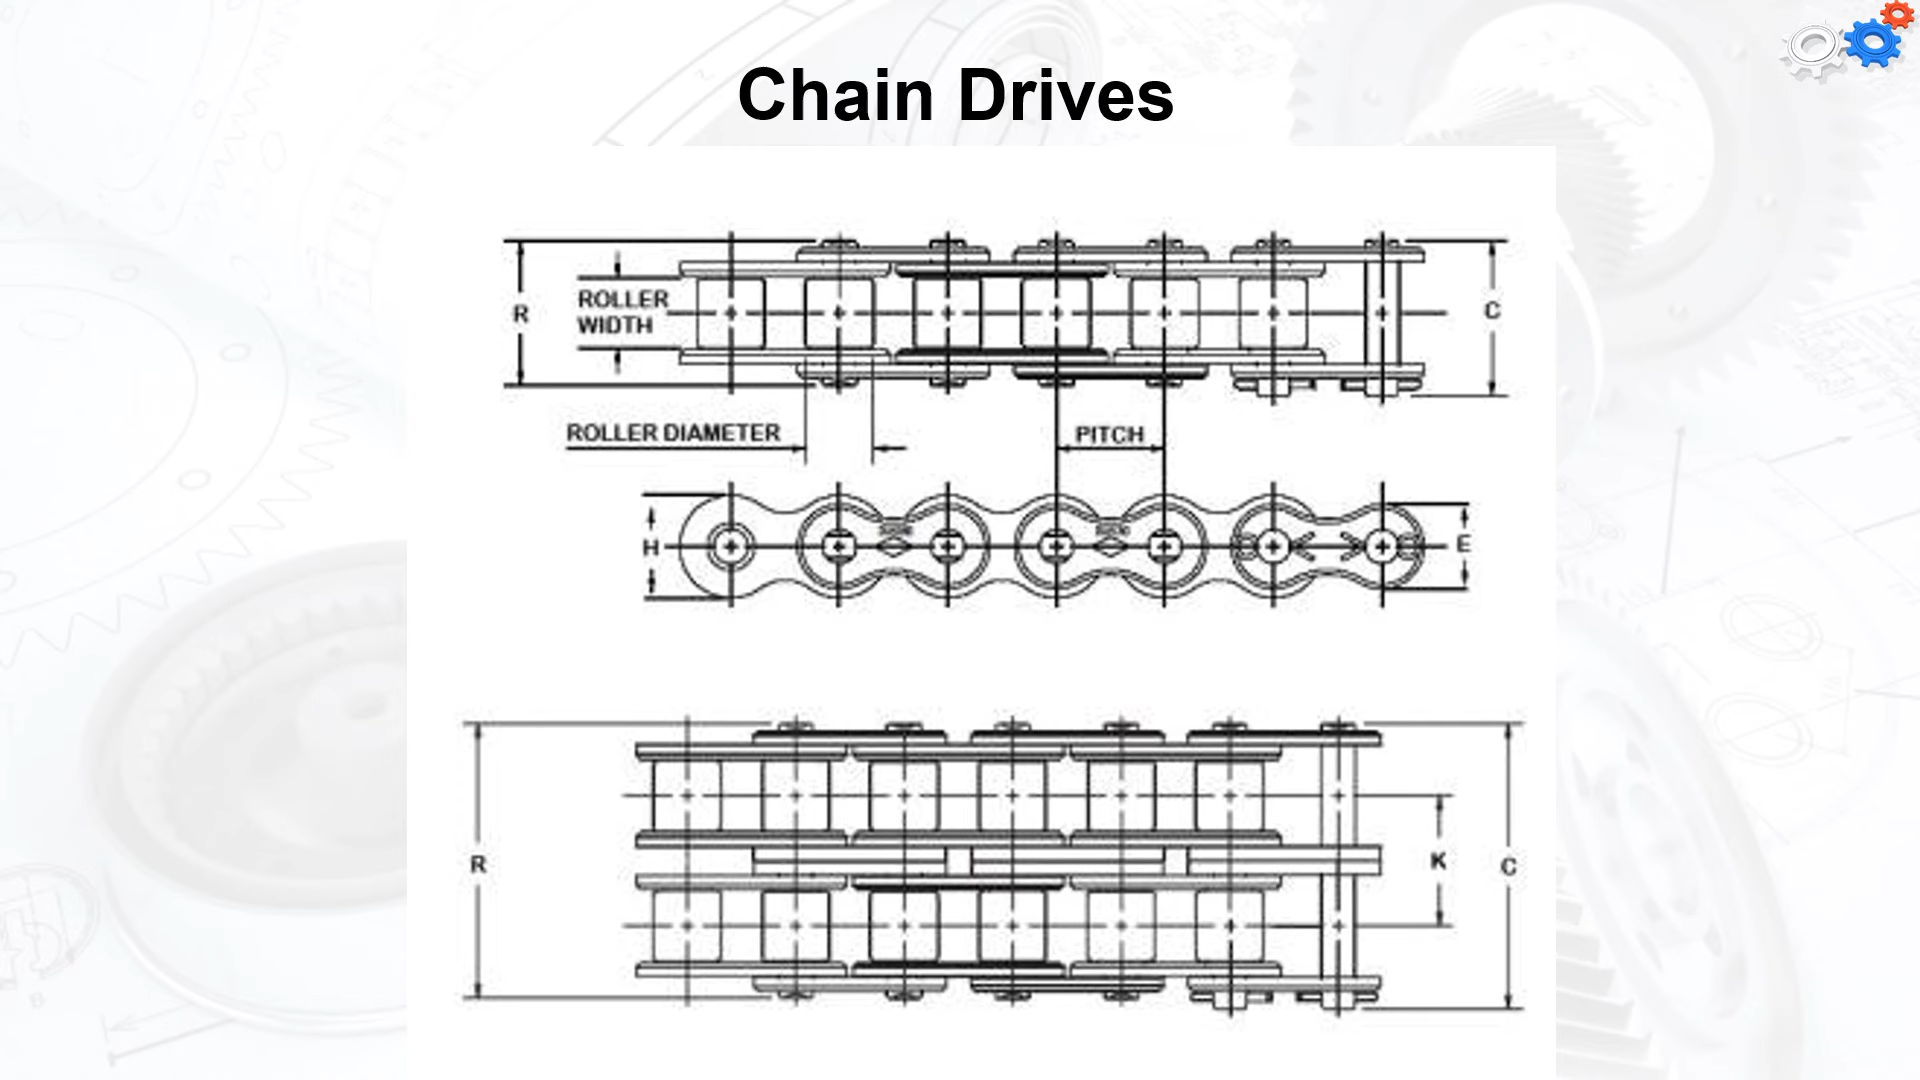 Chain Drives
R
ROLLER
WIDTH
C
ROLLER DIAMETER
PITCH
H
E
R
K
C